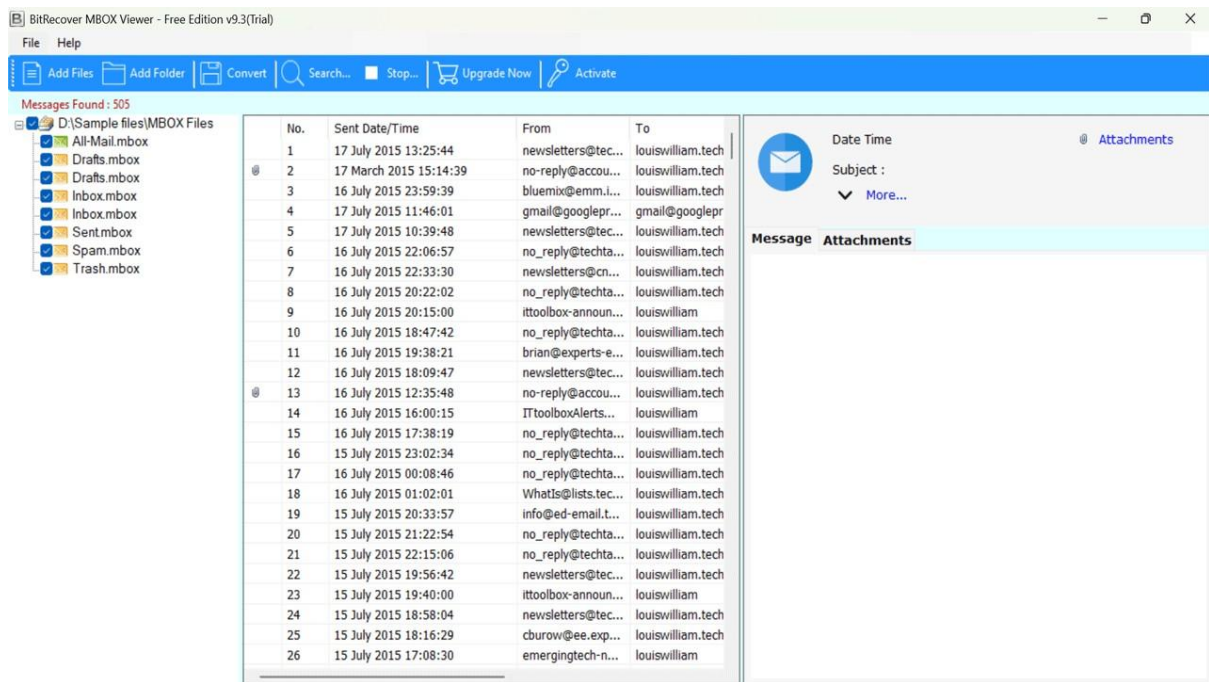 BitRecover MBOX Viewer - Free Edition v9.3(Trial)
File Help
Add Files Add Folder Convert Search... Stop... Upgrade Now Activate
Messages Found : 505
D:\Sample files\MBOX Files
All-Mail.mbox
Drafts.mbox
Drafts.mbox
Inbox.mbox
Inbox.mbox
Sent.mbox
Spam.mbox
Trash.mbox
No. Sent Date/Time From To
1 17 July 2015 13:25:44 newsletters@tec... louiswilliam.tech
2 17 March 2015 15:14:39 no-reply@accou... louiswilliam.tech
3 16 July 2015 23:59:39 bluemix@emm.i... louiswilliam.tech
4 17 July 2015 11:46:01 gmail@googlepr... gmail@googlepr
5 17 July 2015 10:39:48 newsletters@tec... louiswilliam.tech
6 16 July 2015 22:06:57 no_reply@techta... louiswilliam.tech
7 16 July 2015 22:33:30 newsletters@cn... louiswilliam.tech
8 16 July 2015 20:22:02 no_reply@techta... louiswilliam.tech
9 16 July 2015 20:15:00 ittoolbox-announ... louiswilliam
10 16 July 2015 18:47:42 no_reply@techta... louiswilliam.tech
11 16 July 2015 19:38:21 brian@experts-e... louiswilliam.tech
12 16 July 2015 18:09:47 newsletters@tec... louiswilliam.tech
13 16 July 2015 12:35:48 no-reply@accou... louiswilliam.tech
14 16 July 2015 16:00:15 ITtoolboxAlerts... louiswilliam
15 16 July 2015 17:38:19 no_reply@techta... louiswilliam.tech
16 15 July 2015 23:02:34 no_reply@techta... louiswilliam.tech
17 16 July 2015 00:08:46 no_reply@techta... louiswilliam.tech
18 16 July 2015 01:02:01 WhatIs@lists.tec... louiswilliam.tech
19 15 July 2015 20:33:57 info@ed-email.t... louiswilliam.tech
20 15 July 2015 21:22:54 no_reply@techta... louiswilliam.tech
21 15 July 2015 22:15:06 no_reply@techta... louiswilliam.tech
22 15 July 2015 19:56:42 newsletters@tec... louiswilliam.tech
23 15 July 2015 19:40:00 ittoolbox-announ... louiswilliam
24 15 July 2015 18:58:04 newsletters@tec... louiswilliam.tech
25 15 July 2015 18:16:29 cburow@ee.exp... louiswilliam.tech
26 15 July 2015 17:08:30 emergingtech-n... louiswilliam
Date Time Attachments
Subject :
More...
Message Attachments